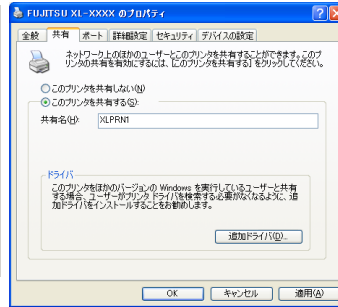 FUJITSU XL-XXXX のプロパティ
全般 共有 ポート 詳細設定 セキュリティ デバイスの設定
ネットワーク上のほかのユーザーとこのプリンタを共有することができます。このプ
リンタの共有を有効にするには、[このプリンタを共有する] をクリックしてください。
このプリンタを共有しない(N)
このプリンタを共有する(S):
共有名(H): XLPRN1
ドライバ
このプリンタをほかのバージョンの Windows を実行しているユーザーと共有
する場合、ユーザーがプリンタ ドライバを検索する必要がなくなるように、追
加ドライバをインストールすることをお勧めします。
追加ドライバ(D)...
OK キャンセル 適用(A)